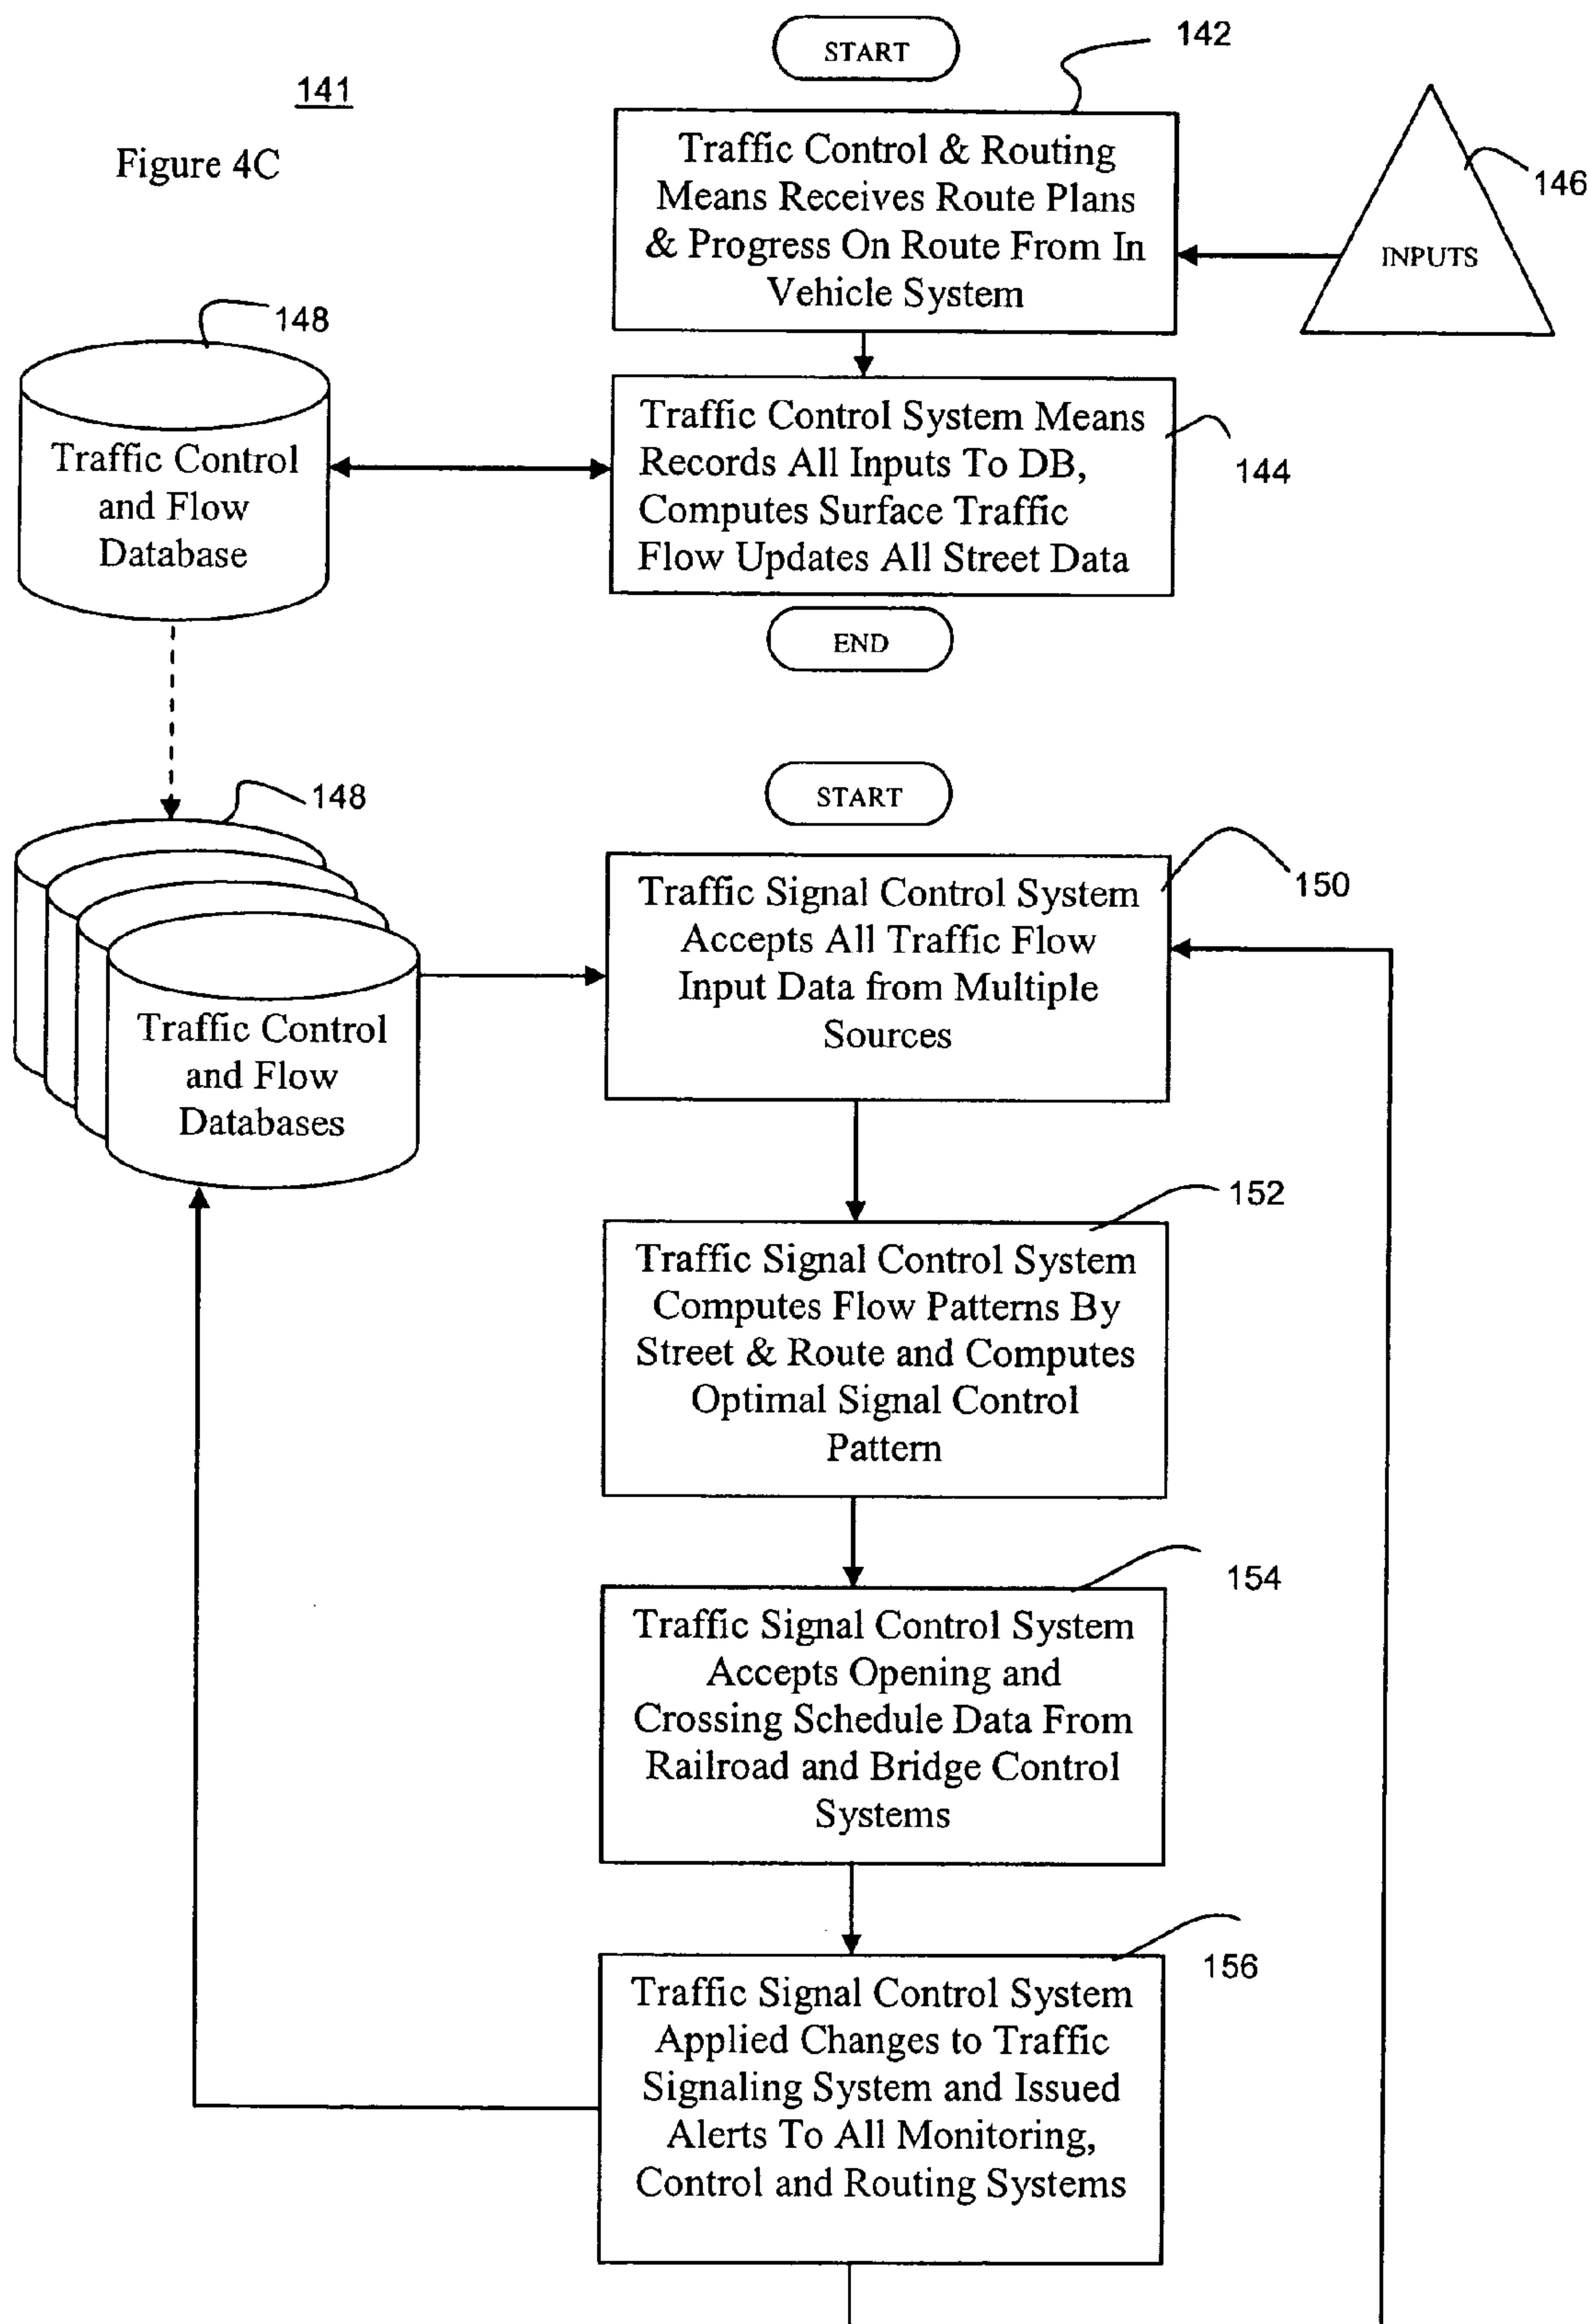 START
142
141
Figure 4C
Traffic Control & Routing
Means Receives Route Plans
& Progress On Route From In
Vehicle System
INPUTS
146
148
Traffic Control
and Flow
Database
Traffic Control System Means
Records All Inputs To DB,
Computes Surface Traffic
Flow Updates All Street Data
144
END
START
148
Traffic Control
and Flow
Databases
Traffic Signal Control System
Accepts All Traffic Flow
Input Data from Multiple
Sources
150
152
Traffic Signal Control System
Computes Flow Patterns By
Street & Route and Computes
Optimal Signal Control
Pattern
154
Traffic Signal Control System
Accepts Opening and
Crossing Schedule Data From
Railroad and Bridge Control
Systems
156
Traffic Signal Control System
Applied Changes to Traffic
Signaling System and Issued
Alerts To All Monitoring,
Control and Routing Systems